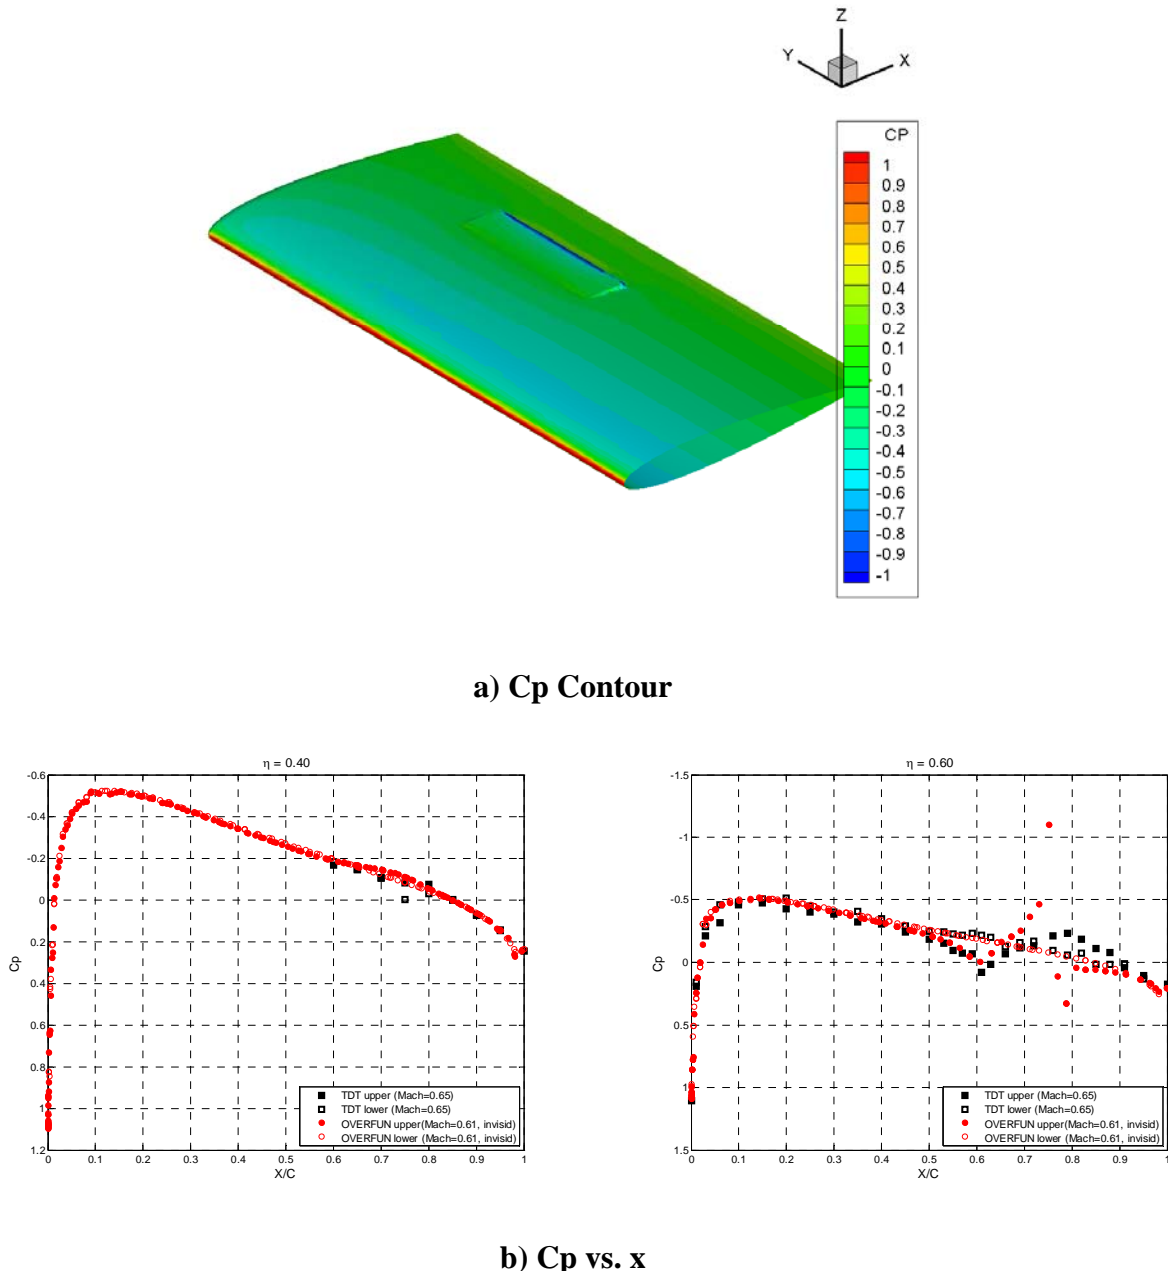 Z
Y
X
CP
1
0.9
0.8
0.7
0.6
0.5
0.4
0.3
0.2
0.1
0
-0.1
-0.2
-0.3
-0.4
-0.5
-0.6
-0.7
-0.8
-0.9
-1
a) Cp Contour
η = 0.40
-0.6
-0.4
-0.2
0
0.2
0.4
0.6
0.8
1
1.2
Cp
0 0.1 0.2 0.3 0.4 0.5 0.6 0.7 0.8 0.9 1
X/C
TDT upper (Mach=0.65)
TDT lower (Mach=0.65)
OVERFUN upper(Mach=0.61, invisid)
OVERFUN lower (Mach=0.61, invisid)
η = 0.60
-1.5
-1
-0.5
0
0.5
1
1.5
Cp
0 0.1 0.2 0.3 0.4 0.5 0.6 0.7 0.8 0.9 1
X/C
TDT upper (Mach=0.65)
TDT lower (Mach=0.65)
OVERFUN upper(Mach=0.61, invisid)
OVERFUN lower (Mach=0.61, invisid)
b) Cp vs. x